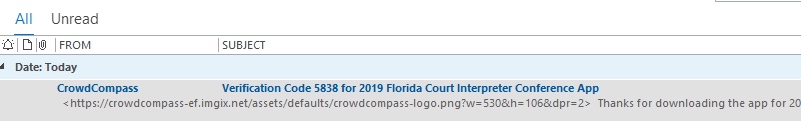 All Unread
FROM SUBJECT
Date: Today
CrowdCompass Verification Code 5838 for 2019 Florida Court Interpreter Conference App
<https://crowdcompass-ef.imgix.net/assets/defaults/crowdcompass-logo.png?w=530&h=106&dpr=2> Thanks for downloading the app for 20